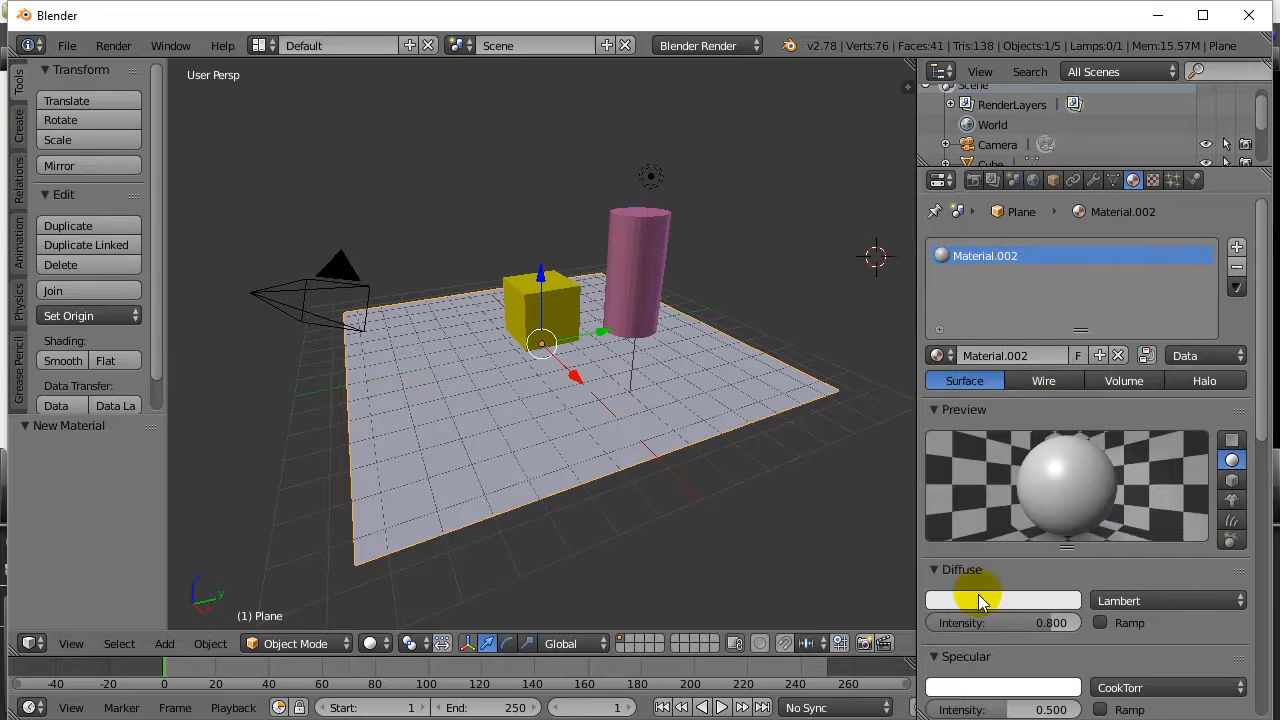 Blender
File Render Window Help Default Scene Blender Render v2.78 | Verts:76 | Faces:41 | Tris:138 | Objects:1/5 | Lamps:0/1 | Mem:15.57M | Plane
Tools
Create
Relations
Animation
Physics
Grease Pencil
Transform
Translate
Rotate
Scale
Mirror
Edit
Duplicate
Duplicate Linked
Delete
Join
Set Origin
Shading:
Smooth Flat
Data Transfer:
Data Data La
New Material
User Persp
(1) Plane
View Select Add Object Object Mode Global
-40 -20 0 20 40 60 80 100 120 140 160 180 200 220 240 260
View Marker Frame Playback Start: 1 End: 250 1 No Sync
View Search All Scenes
Scene
RenderLayers
World
Camera
Cube
Plane Material.002
Material.002
Material.002 F Data
Surface Wire Volume Halo
Preview
Diffuse
Lambert
Intensity: 0.800 Ramp
Specular
CookTorr
Intensity: 0.500 Ramp